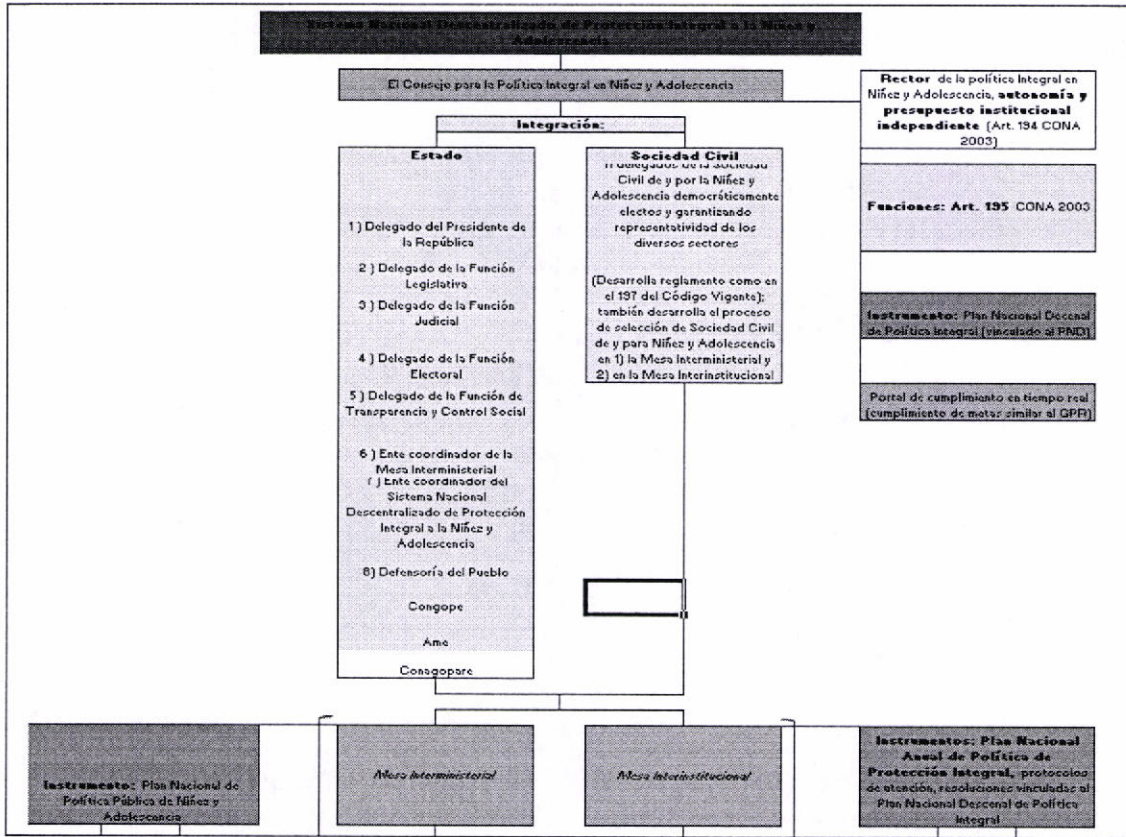 Sistema Nacional Descentralizado de Protección Integral a la Niñez y
Adolescencia
El Consejo para la Política Integral en Niñez y Adolescencia
Rector de la política Integral en
Niñez y Adolescencia, autonomía y
presupuesto institucional
independiente (Art. 194 CONA
2003)
Integración:
Estado
1 ) Delegado del Presidente de
la República
2 ) Delegado de la Función
Legislativa
3 ) Delegado de la Función
Judicial
4 ) Delegado de la Función
Electoral
5 ) Delegado de la Función de
Transparencia y Control Social
6 ) Ente coordinador de la
Mesa Interministerial
) Ente coordinador del
Sistema Nacional
Descentralizado de Protección
Integral a la Niñez y
Adolescencia
8) Defensoría del Pueblo
Congope
Ame
Conagopare
Sociedad Civil
delegados de la Sociedad
Civil de y por la Niñez y
Adolescencia democráticamente
electos y garantizando
representatividad de los
diversos sectores
(Desarrolla reglamento como en
el 197 del Código Vigente);
también desarrolla el proceso
de selección de Sociedad Civil
de y para Niñez y Adolescencia
en 1) la Mesa Interministerial y
2) en la Mesa Interinstitucional
Funciones: Art. 195 CONA 2003
Instrumento: Plan Nacional Decenal
de Política Integral (vinculado al PND)
Portal de cumplimiento en tiempo real
(cumplimiento de metas similar al GPR)
Instrumento: Plan Nacional de
Política Pública de Niñez y
Adolescencia
Mesa Interministerial
Mesa Interinstitucional
Instrumentos: Plan Nacional
Anual de Política de
Protección Integral, protocolos
de atención, resoluciones vinculadas al
Plan Nacional Descenal de Política
Integral